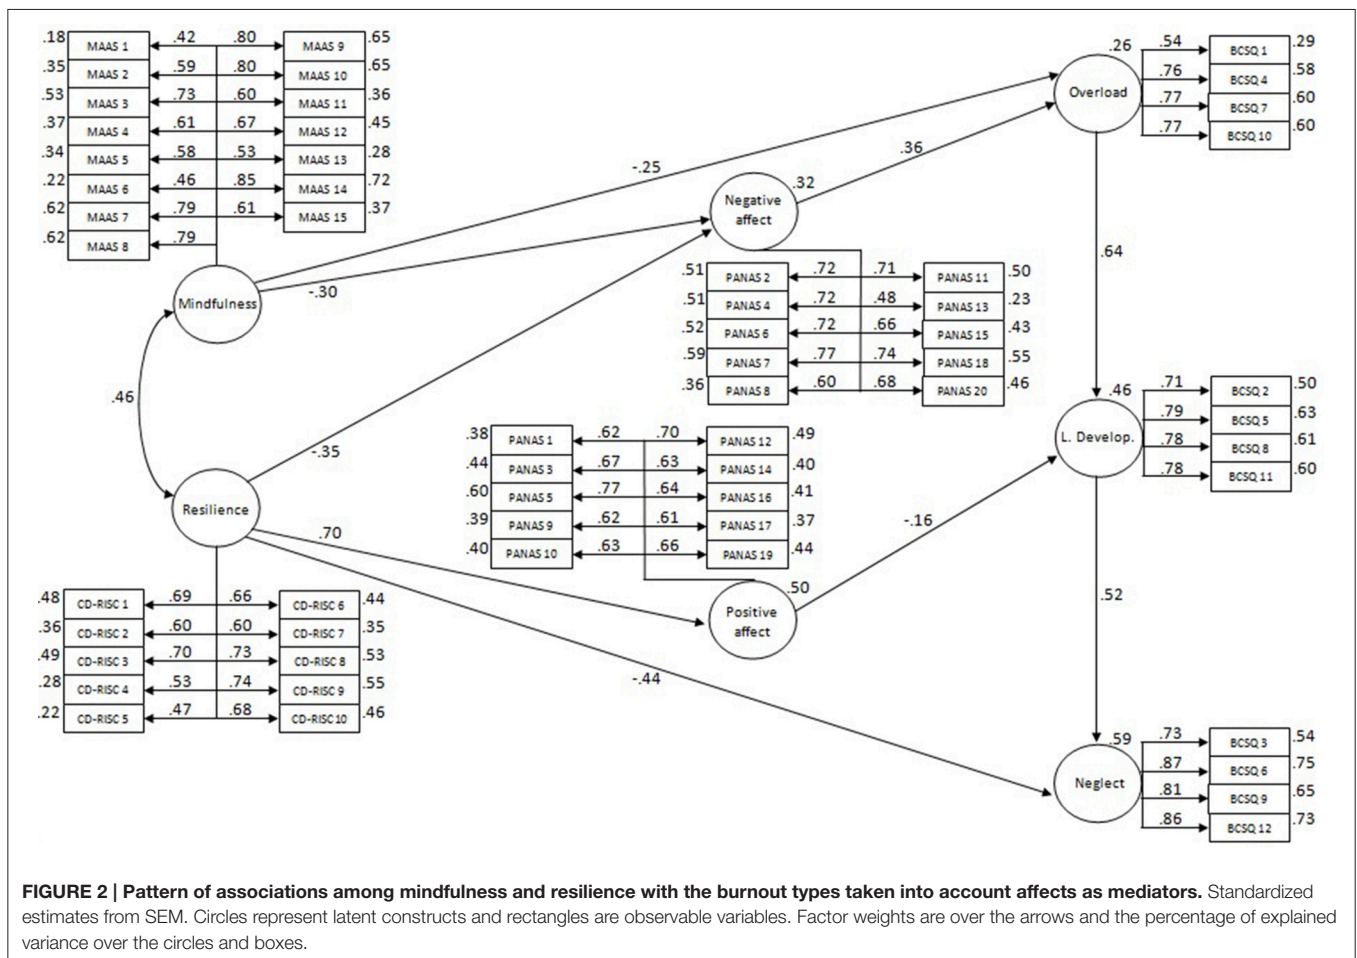 .18 MAAS 1 .42 .80 MAAS 9 .65
.35 MAAS 2 .59 .80 MAAS 10 .65
.53 MAAS 3 .73 .60 MAAS 11 .36
.37 MAAS 4 .61 .67 MAAS 12 .45
.34 MAAS 5 .58 .53 MAAS 13 .28
.22 MAAS 6 .46 .85 MAAS 14 .72
.62 MAAS 7 .79 .61 MAAS 15 .37
.62 MAAS 8 .79
Mindfulness
.46
Resilience
.48 CD-RISC 1 .69 .66 CD-RISC 6 .44
.36 CD-RISC 2 .60 .60 CD-RISC 7 .35
.49 CD-RISC 3 .70 .73 CD-RISC 8 .53
.28 CD-RISC 4 .53 .74 CD-RISC 9 .55
.22 CD-RISC 5 .47 .68 CD-RISC 10 .46
-.25
-.30
-.35
.70
-.44
.36
-.16
Negative
affect
.32
.51 PANAS 2 .72 .71 PANAS 11 .50
.51 PANAS 4 .72 .48 PANAS 13 .23
.52 PANAS 6 .72 .66 PANAS 15 .43
.59 PANAS 7 .77 .74 PANAS 18 .55
.36 PANAS 8 .60 .68 PANAS 20 .46
.38 PANAS 1 .62 .70 PANAS 12 .49
.44 PANAS 3 .67 .63 PANAS 14 .40
.60 PANAS 5 .77 .64 PANAS 16 .41
.39 PANAS 9 .62 .61 PANAS 17 .37
.40 PANAS 10 .63 .66 PANAS 19 .44
.50
Positive
affect
.26
Overload
.54 BCSQ 1 .29
.76 BCSQ 4 .58
.77 BCSQ 7 .60
.77 BCSQ 10 .60
.64
.46
L. Develop.
.71 BCSQ 2 .50
.79 BCSQ 5 .63
.78 BCSQ 8 .61
.78 BCSQ 11 .60
.52
.59
Neglect
.73 BCSQ 3 .54
.87 BCSQ 6 .75
.81 BCSQ 9 .65
.86 BCSQ 12 .73
FIGURE 2 | Pattern of associations among mindfulness and resilience with the burnout types taken into account affects as mediators. Standardized
estimates from SEM. Circles represent latent constructs and rectangles are observable variables. Factor weights are over the arrows and the percentage of explained
variance over the circles and boxes.